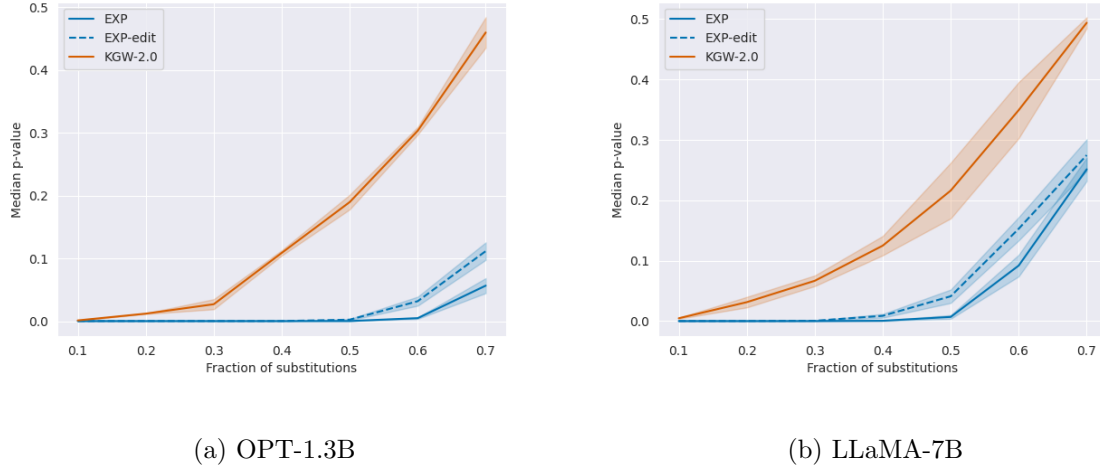 EXP
EXP-edit
KGW-2.0
Median p-value
0.5
0.4
0.3
0.2
0.1
0.0
0.1 0.2 0.3 0.4 0.5 0.6 0.7
Fraction of substitutions
(a) OPT-1.3B
EXP
EXP-edit
KGW-2.0
Median p-value
0.5
0.4
0.3
0.2
0.1
0.0
0.1 0.2 0.3 0.4 0.5 0.6 0.7
Fraction of substitutions
(b) LLaMA-7B